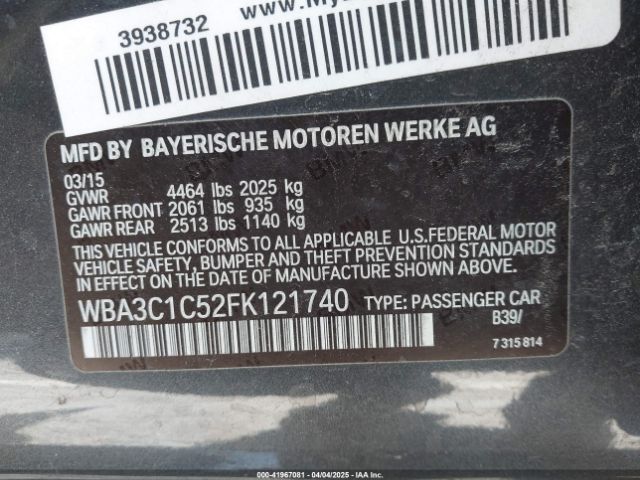 3938732
www.My
MFD BY BAYERISCHE MOTOREN WERKE AG
03/15
GVWR 4464 lbs 2025 kg
GAWR FRONT 2061 lbs 935 kg
GAWR REAR 2513 lbs 1140 kg
THIS VEHICLE CONFORMS TO ALL APPLICABLE U.S.FEDERAL MOTOR
VEHICLE SAFETY, BUMPER AND THEFT PREVENTION STANDARDS IN
EFFECT ON THE DATE OF MANUFACTURE SHOWN ABOVE.
WBA3C1C52FK121740 TYPE: PASSENGER CAR
B39/
7 315 814
000-41967081 - 04/04/2025 - IAA Inc.